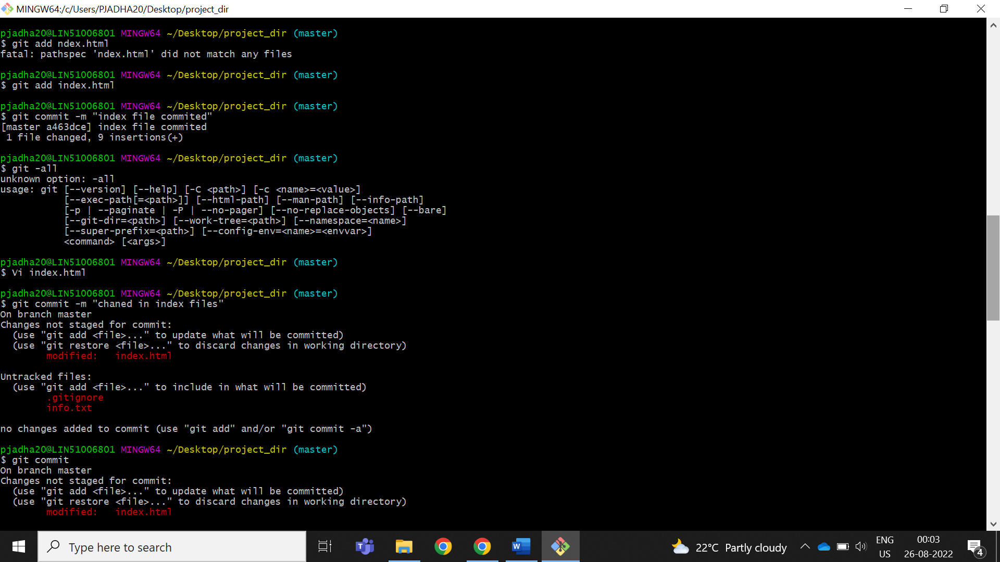 MINGW64:/c/Users/PJADHA20/Desktop/project_dir
pjadha20@LIN51006801 MINGW64 ~/Desktop/project_dir (master)
$ git add ndex.html
fatal: pathspec 'ndex.html' did not match any files
pjadha20@LIN51006801 MINGW64 ~/Desktop/project_dir (master)
$ git add index.html
pjadha20@LIN51006801 MINGW64 ~/Desktop/project_dir (master)
$ git commit -m "index file commited"
[master a463dce] index file commited
 1 file changed, 9 insertions(+)
pjadha20@LIN51006801 MINGW64 ~/Desktop/project_dir (master)
$ git -all
unknown option: -all
usage: git [--version] [--help] [-C <path>] [-c <name>=<value>]
           [--exec-path[=<path>]] [--html-path] [--man-path] [--info-path]
           [-p | --paginate | -P | --no-pager] [--no-replace-objects] [--bare]
           [--git-dir=<path>] [--work-tree=<path>] [--namespace=<name>]
           [--super-prefix=<path>] [--config-env=<name>=<envvar>]
           <command> [<args>]
pjadha20@LIN51006801 MINGW64 ~/Desktop/project_dir (master)
$ Vi index.html
pjadha20@LIN51006801 MINGW64 ~/Desktop/project_dir (master)
$ git commit -m "chaned in index files"
On branch master
Changes not staged for commit:
  (use "git add <file>..." to update what will be committed)
  (use "git restore <file>..." to discard changes in working directory)
        modified:   index.html
Untracked files:
  (use "git add <file>..." to include in what will be committed)
        .gitignore
        info.txt
no changes added to commit (use "git add" and/or "git commit -a")
pjadha20@LIN51006801 MINGW64 ~/Desktop/project_dir (master)
$ git commit
On branch master
Changes not staged for commit:
  (use "git add <file>..." to update what will be committed)
  (use "git restore <file>..." to discard changes in working directory)
        modified:   index.html
Type here to search
T
W
22°C Partly cloudy
ENG
US
00:03
26-08-2022
4